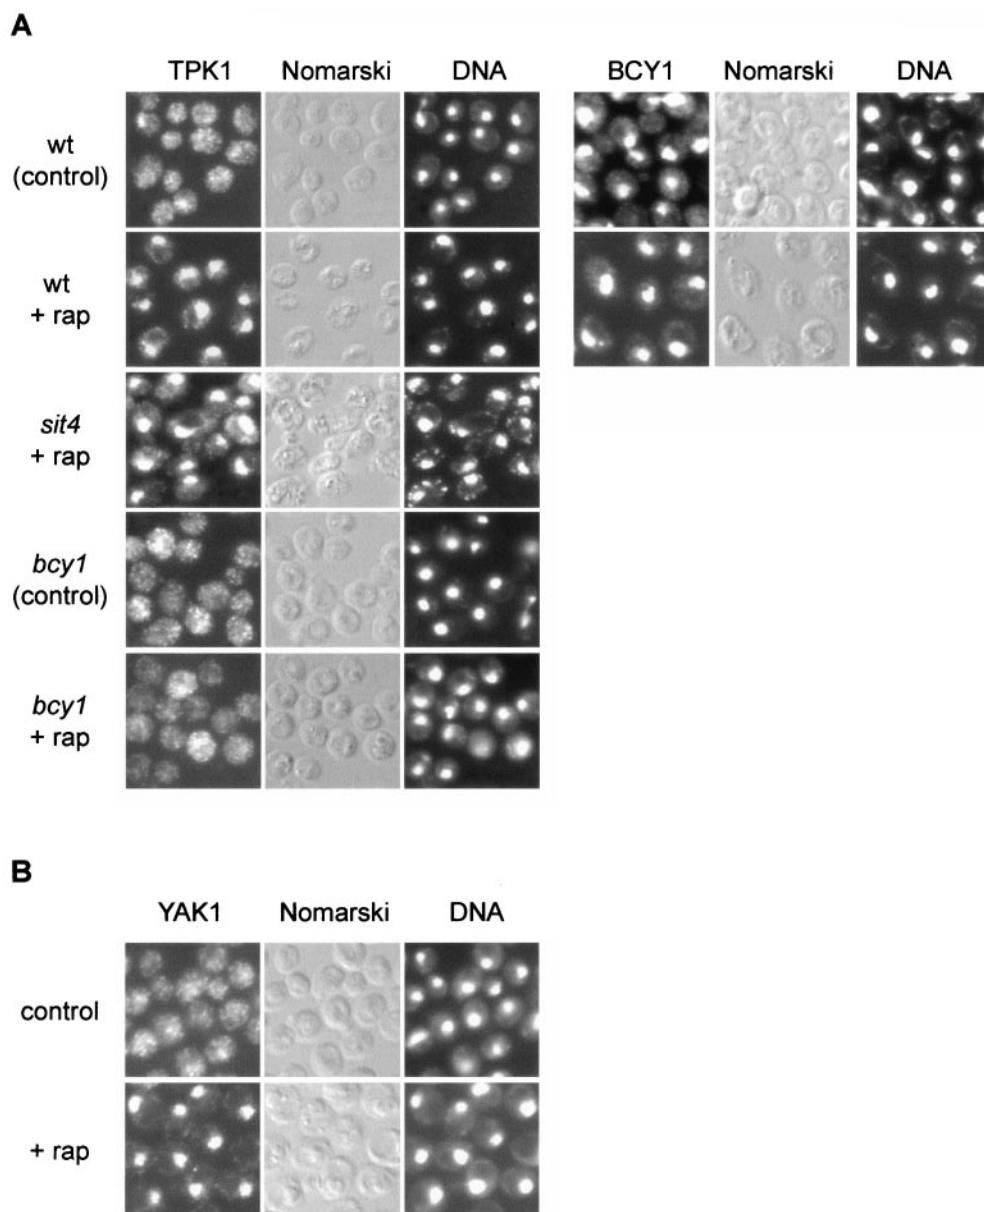 A
TPK1 Nomarski DNA BCY1 Nomarski DNA
wt
(control)
wt
+ rap
sit4
+ rap
bcy1
(control)
bcy1
+ rap
B
YAK1 Nomarski DNA
control
+ rap